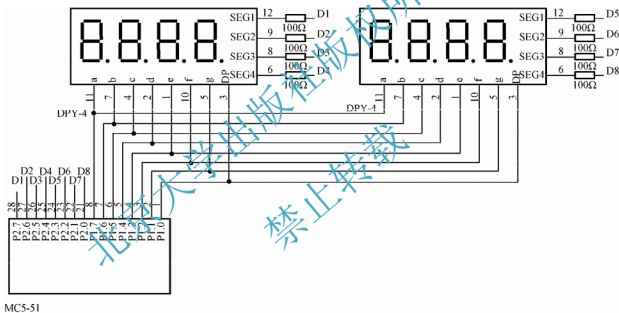 SEG1 12 D1
100Ω
SEG2 9 D2
100Ω
SEG3 8 D3
100Ω
SEG4 6 D4
100Ω
a b c d e f g DP
11 7 4 2 1 10 5 3
DPY-4
SEG1 12 D5
100Ω
SEG2 9 D6
100Ω
SEG3 8 D7
100Ω
SEG4 6 D8
100Ω
a b c d e f g DP
11 7 4 2 1 10 5 3
DPY-4
D2 D4 D6 D8
D1 D3 D5 D7
28 27 26 25 24 23 22 21 8 7 6 5
P2.7 P2.6 P2.5 P2.4 P2.3 P2.2 P2.1 P2.0 P1.7 P1.6 P1.5 P1.4 P1.3 P1.2 P1.1 P1.0
MC5-51
北京大学出版社版权所
禁止转载